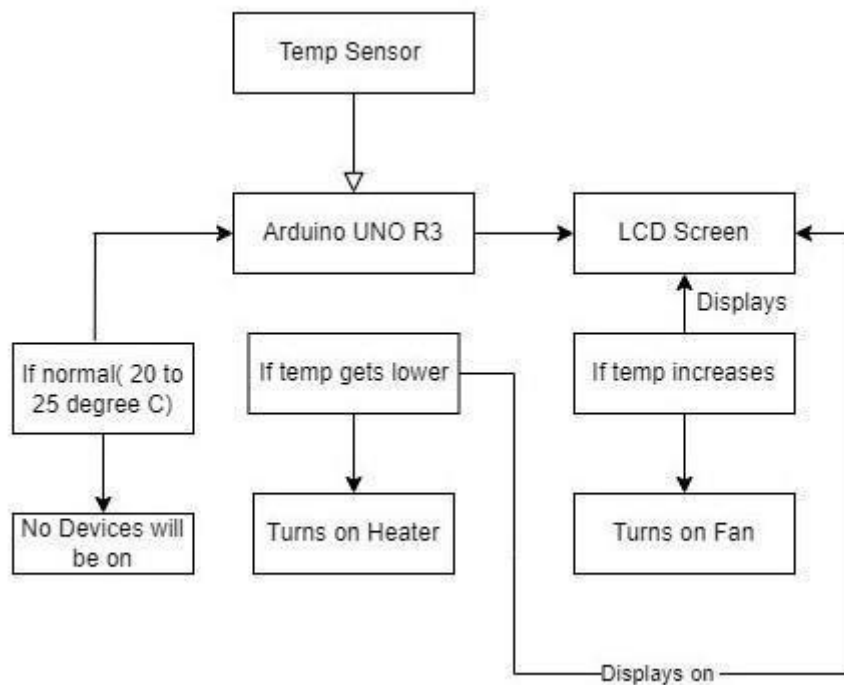 Temp Sensor
Arduino UNO R3
LCD Screen
Displays
If normal( 20 to
25 degree C)
If temp gets lower
If temp increases
No Devices will
be on
Turns on Heater
Turns on Fan
Displays on